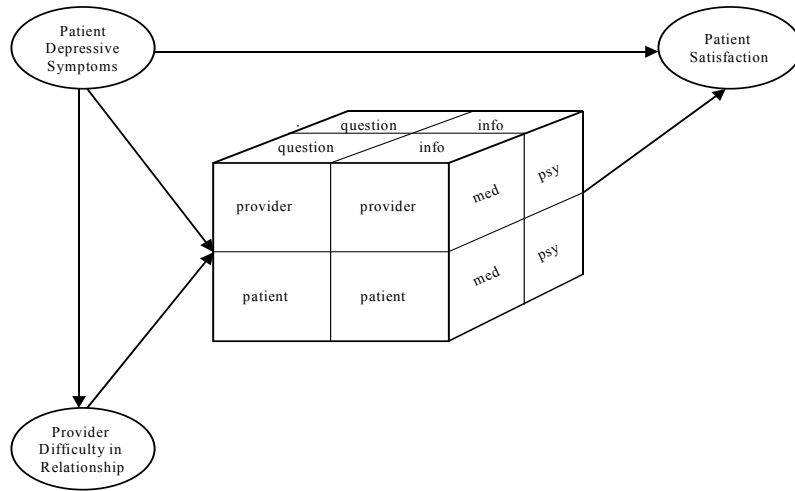 Patient
Depressive
Symptoms
Patient
Satisfaction
question info
question info
provider provider med psy
patient patient med psy
Provider
Difficulty in
Relationship